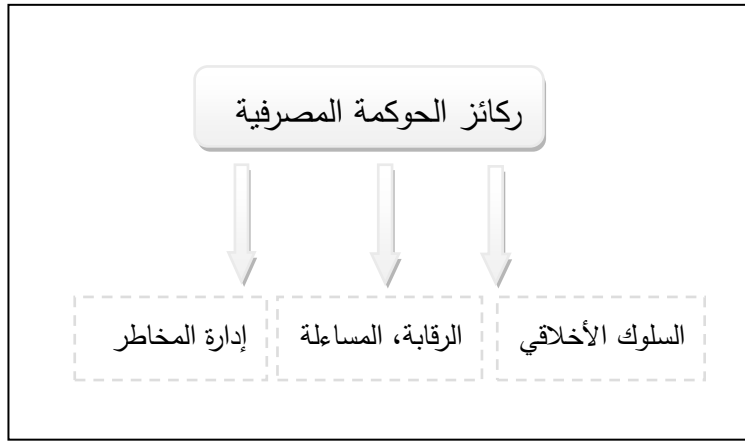 ركائز الحوكمة المصرفية
السلوك الأخلاقي
الرقابة، المساءلة
إدارة المخاطر